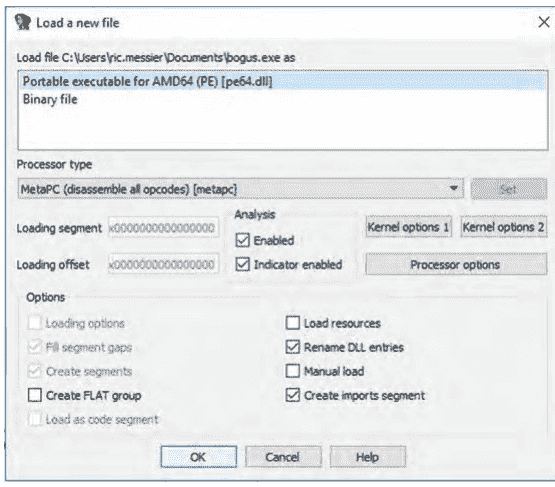 Load a new file
Load file C:\Users\ric.messier\Documents\bogus.exe as
Portable executable for AMD64 (PE) [pe64.dll]
Binary file
Processor type
MetaPC (disassemble all opcodes) [metapc]
Set
Loading segment x0000000000000000
Loading offset x0000000000000000
Analysis
Enabled
Indicator enabled
Kernel options 1 Kernel options 2
Processor options
Options
Loading options
Fill segment gaps
Create segments
Create FLAT group
Load as code segment
Load resources
Rename DLL entries
Manual load
Create imports segment
OK Cancel Help